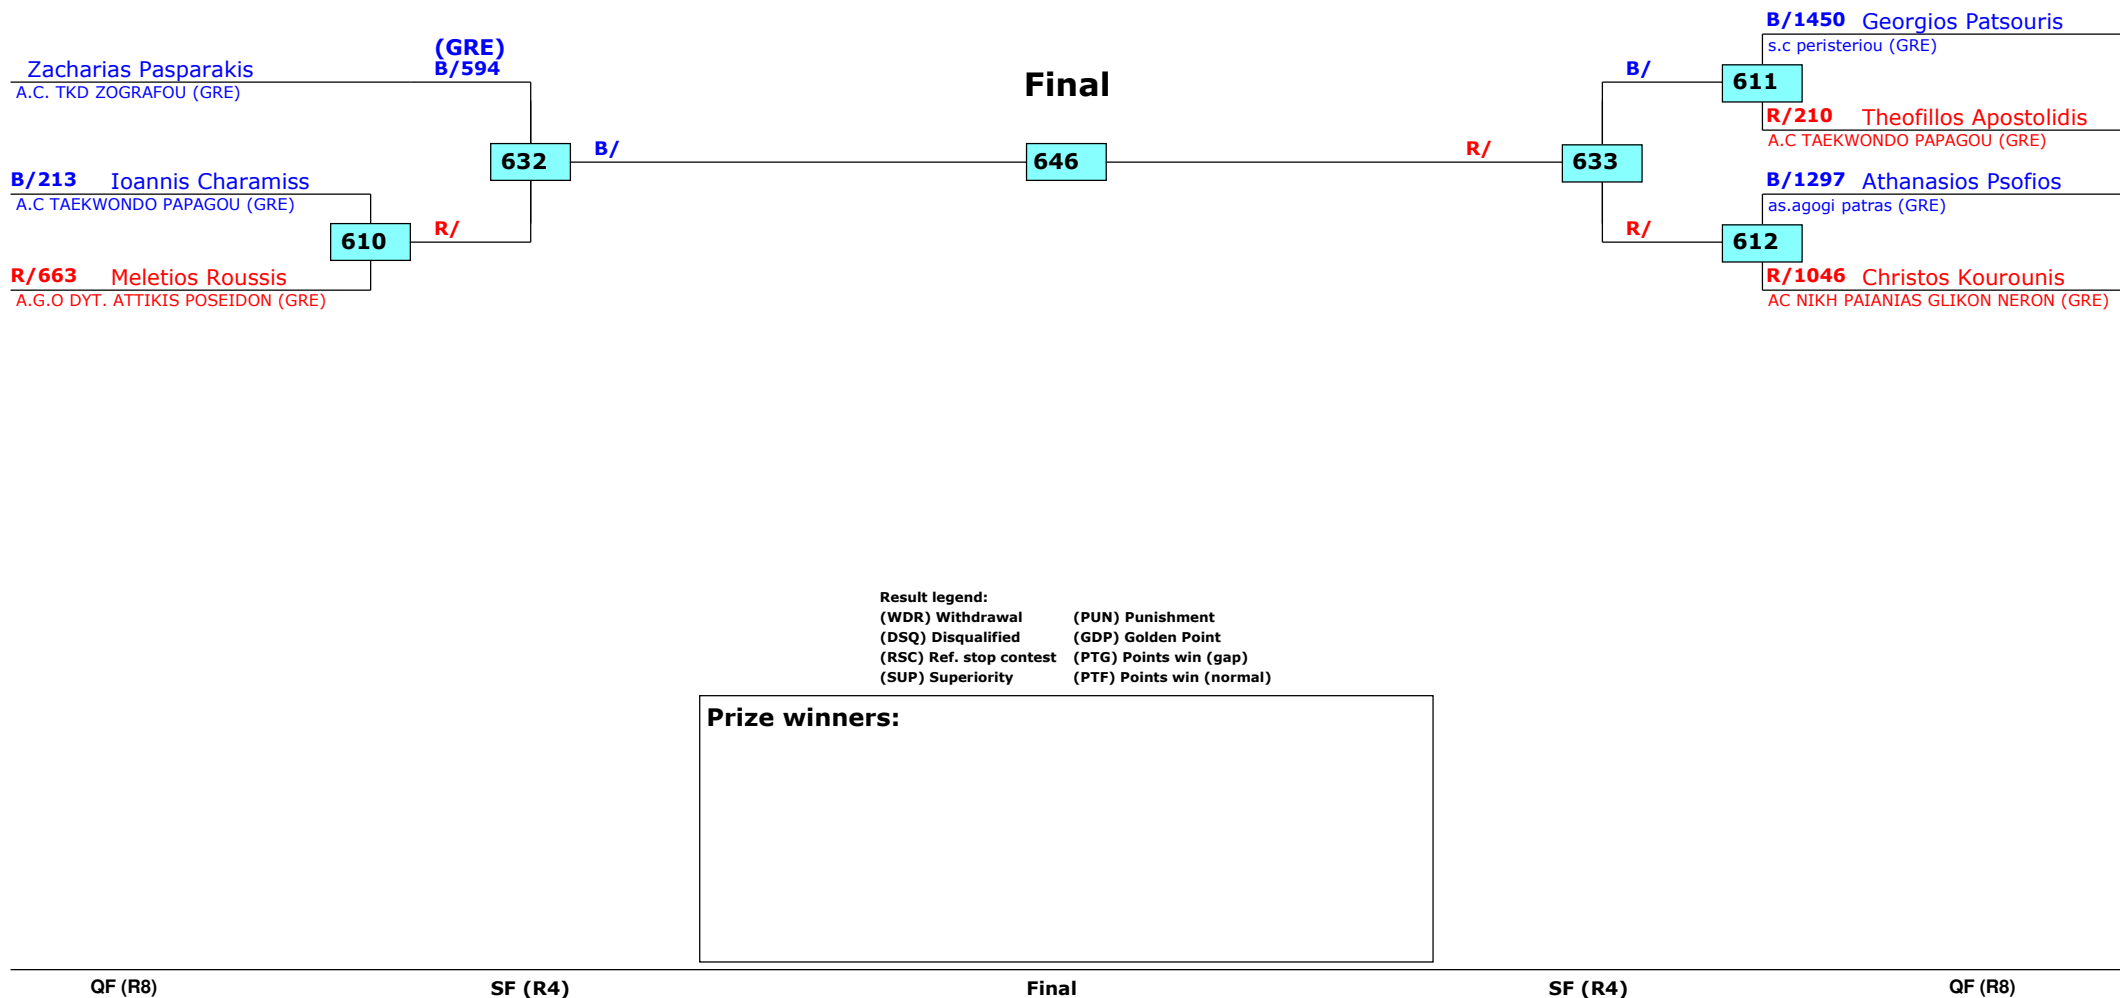 B/1450 Georgios Patsouris
s.c peristeriou (GRE)
(GRE)
Zacharias Pasparakis B/594
A.C. TKD ZOGRAFOU (GRE)
Final
B/
611
R/210 Theofillos Apostolidis
A.C TAEKWONDO PAPAGOU (GRE)
632
B/
646
R/
633
B/213 Ioannis Charamiss
A.C TAEKWONDO PAPAGOU (GRE)
B/1297 Athanasios Psofios
as.agogi patras (GRE)
610
R/
R/
612
R/663 Meletios Roussis
A.G.O DYT. ATTIKIS POSEIDON (GRE)
R/1046 Christos Kourounis
AC NIKH PAIANIAS GLIKON NERON (GRE)
Result legend:
(WDR) Withdrawal (PUN) Punishment
(DSQ) Disqualified (GDP) Golden Point
(RSC) Ref. stop contest (PTG) Points win (gap)
(SUP) Superiority (PTF) Points win (normal)
Prize winners:
QF (R8) SF (R4) Final SF (R4) QF (R8)